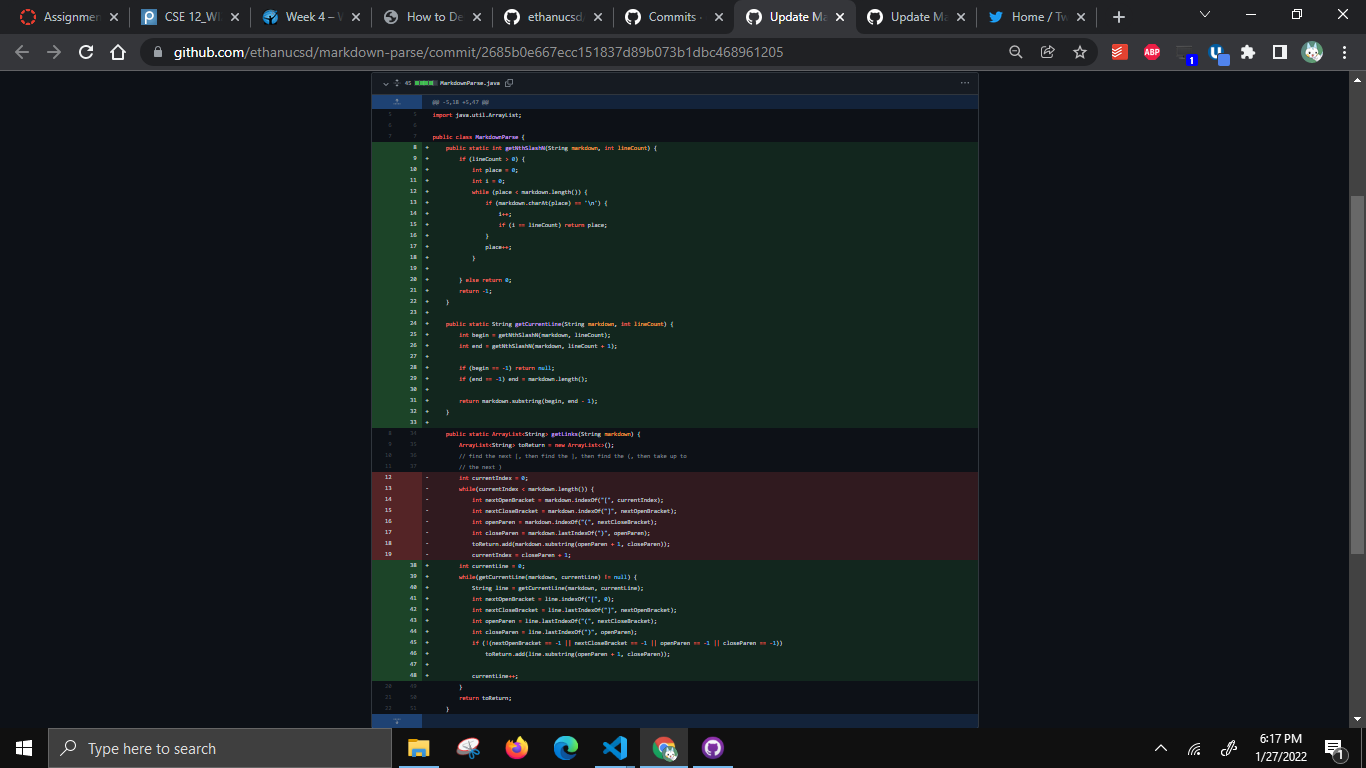 Assignmen
CSE 12_WI
Week 4 – V
How to De
ethanucsd/
Commits ·
Update Ma
Update Ma
Home / Tw
github.com/ethanucsd/markdown-parse/commit/2685b0e667ecc151837d89b073b1dbc468961205
ABP
1
45 MarkdownParse.java
@@ -5,18 +5,47 @@
import java.util.ArrayList;
7 7 public class MarkdownParse {
8 + public static int getNthSlashN(String markdown, int lineCount) {
9 + if (lineCount > 0) {
10 + int place = 0;
11 + int i = 0;
12 + while (place < markdown.length()) {
13 + if (markdown.charAt(place) == '\n') {
14 + i++;
15 + if (i == lineCount) return place;
16 + }
17 + place++;
18 + }
19 +
20 + } else return 0;
21 + return -1;
22 + }
23 +
24 + public static String getCurrentLine(String markdown, int lineCount) {
25 + int begin = getNthSlashN(markdown, lineCount);
26 + int end = getNthSlashN(markdown, lineCount + 1);
27 +
28 + if (begin == -1) return null;
29 + if (end == -1) end = markdown.length();
30 +
31 + return markdown.substring(begin, end - 1);
32 + }
33 +
8 34 public static ArrayList<String> getLinks(String markdown) {
9 35 ArrayList<String> toReturn = new ArrayList<>();
10 36 // find the next [, then find the ], then find the (, then take up to
11 37 // the next )
12 - int currentIndex = 0;
13 - while(currentIndex < markdown.length()) {
14 - int nextOpenBracket = markdown.indexOf("[", currentIndex);
15 - int nextCloseBracket = markdown.indexOf("]", nextOpenBracket);
16 - int openParen = markdown.indexOf("(", nextCloseBracket);
17 - int closeParen = markdown.lastIndexOf(")", openParen);
18 - toReturn.add(markdown.substring(openParen + 1, closeParen));
19 - currentIndex = closeParen + 1;
38 + int currentLine = 0;
39 + while(getCurrentLine(markdown, currentLine) != null) {
40 + String line = getCurrentLine(markdown, currentLine);
41 + int nextOpenBracket = line.indexOf("[", 0);
42 + int nextCloseBracket = line.lastIndexOf("]", nextOpenBracket);
43 + int openParen = line.lastIndexOf("(", nextCloseBracket);
44 + int closeParen = line.lastIndexOf(")", openParen);
45 + if (!(nextOpenBracket == -1 || nextCloseBracket == -1 || openParen == -1 || closeParen == -1))
46 + toReturn.add(line.substring(openParen + 1, closeParen));
47 +
48 + currentLine++;
20 49 }
21 50 return toReturn;
22 51 }
Type here to search
6:17 PM
1/27/2022
1